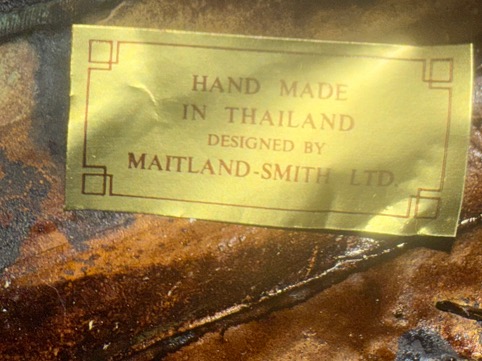 HAND MADE
IN THAILAND
DESIGNED BY
MAITLAND-SMITH LTD.